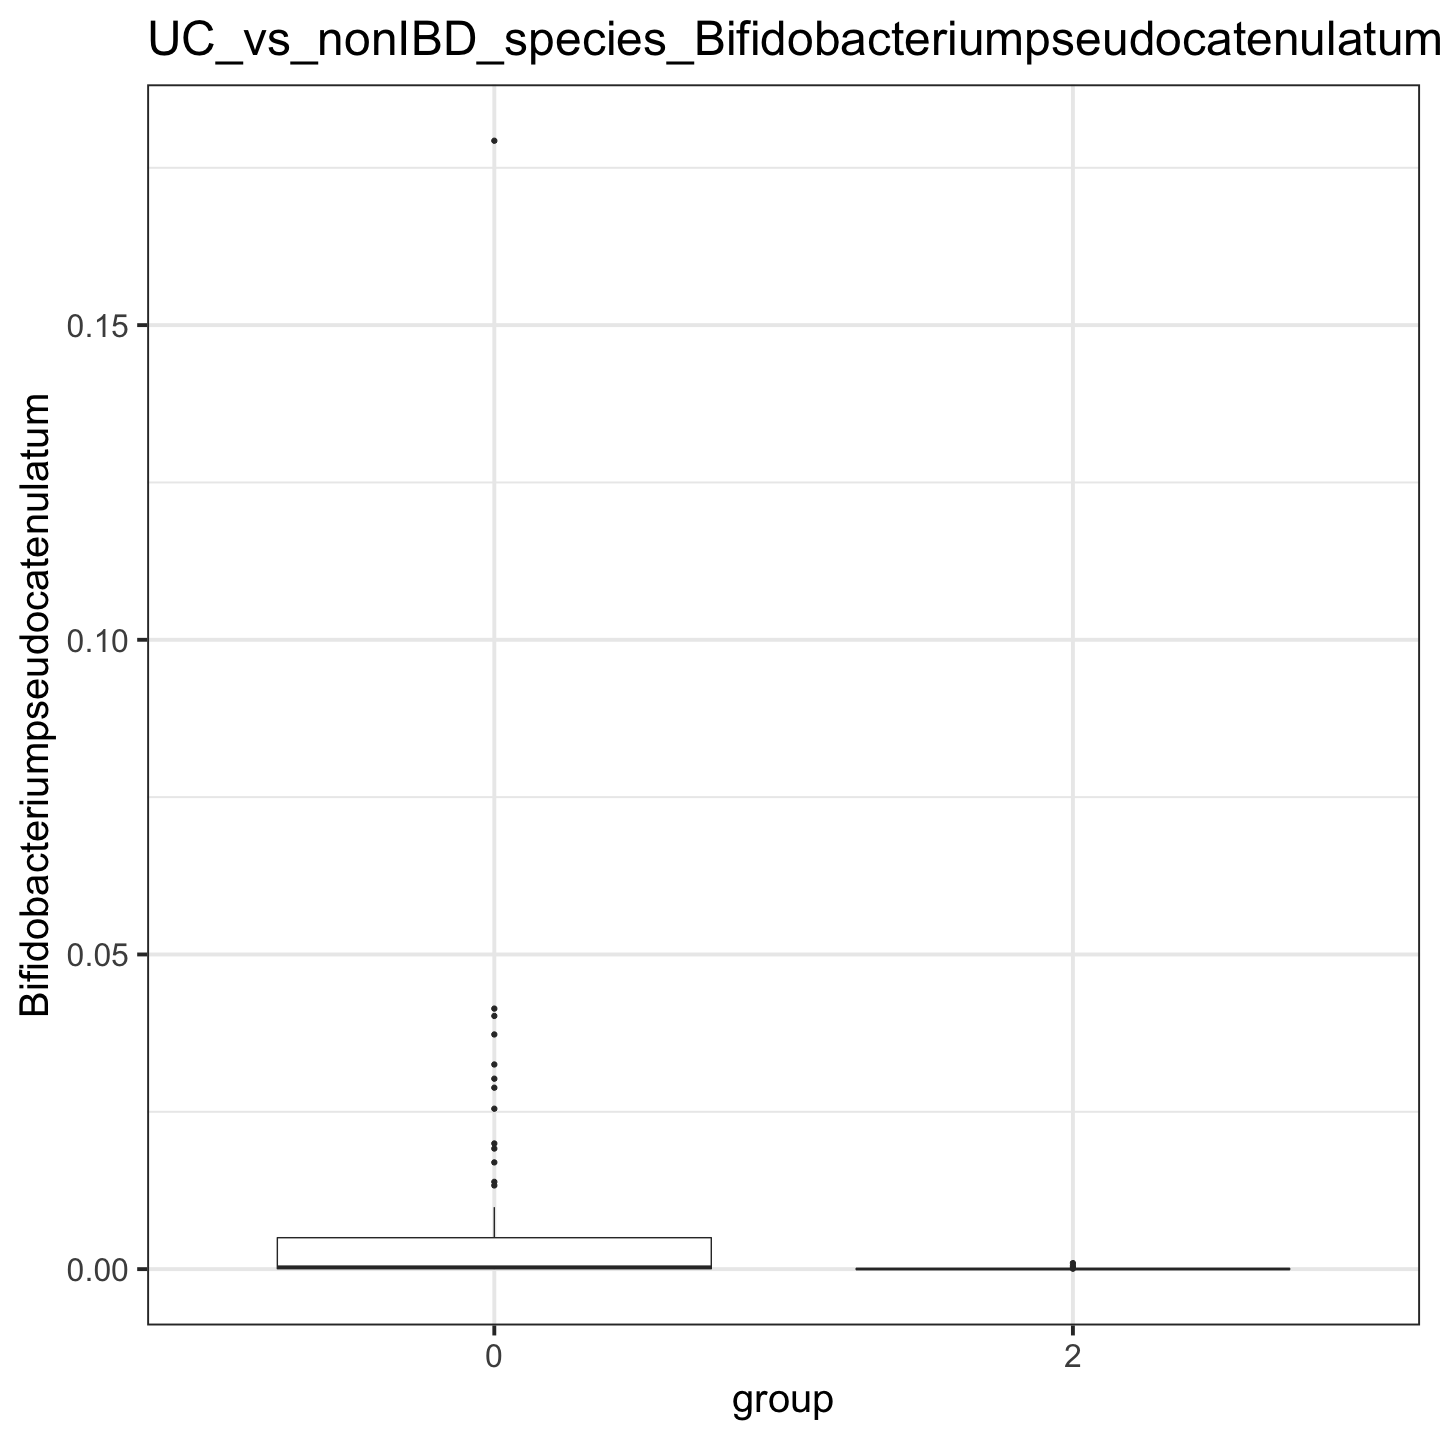 UC_vs_nonIBD_species_Bifidobacteriumpseudocatenulatum
Bifidobacteriumpseudocatenulatum
0.15
0.10
0.05
0.00
0
2
group